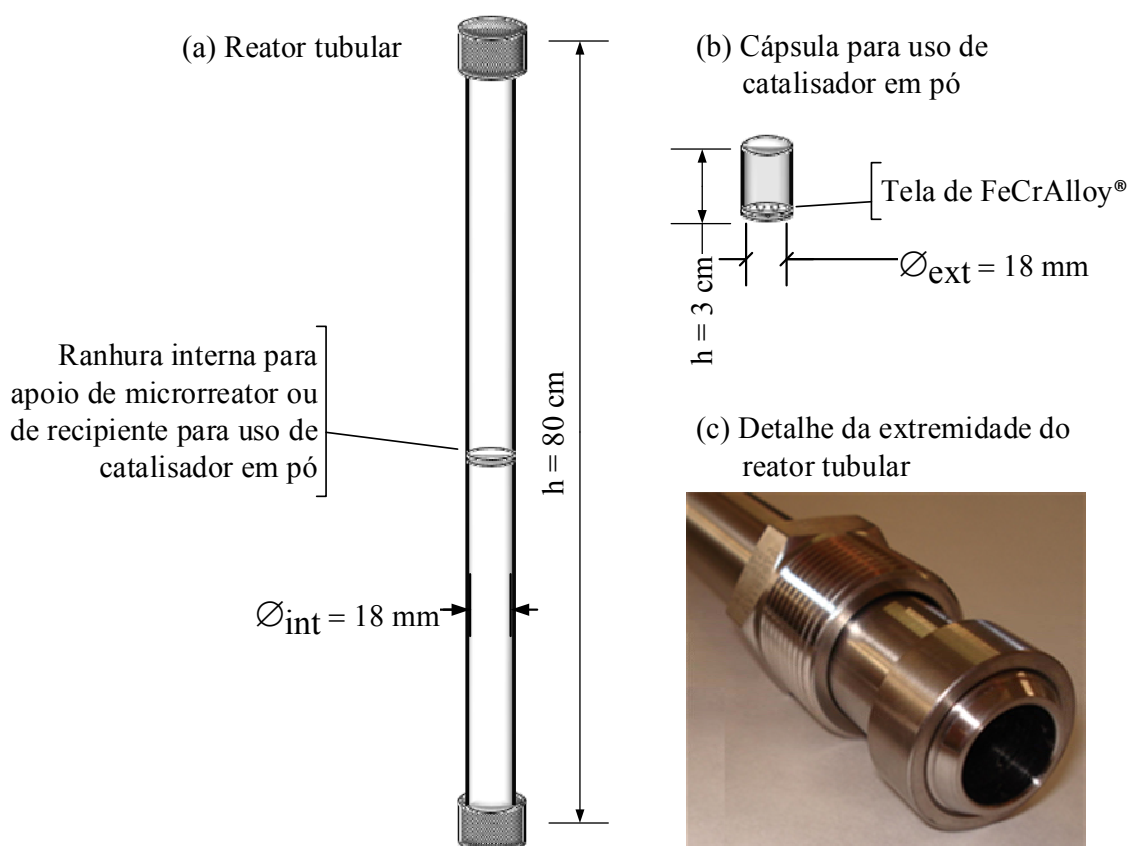 (a) Reator tubular
Ranhura interna para
apoio de microrreator ou
de recipiente para uso de
catalisador em pó
h = 80 cm
∅int = 18 mm
(b) Cápsula para uso de
catalisador em pó
Tela de FeCrAlloy®
h = 3 cm
∅ext = 18 mm
(c) Detalhe da extremidade do
reator tubular